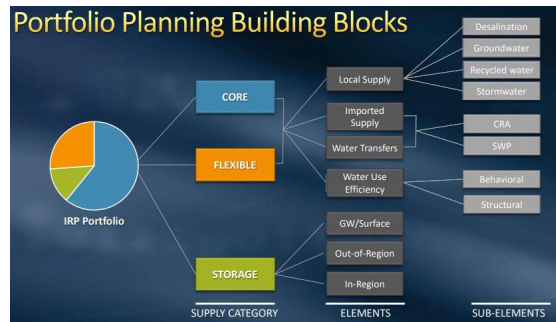 Portfolio Planning Building Blocks
IRP Portfolio
CORE
FLEXIBLE
STORAGE
SUPPLY CATEGORY
Local Supply
Imported
Supply
Water Transfers
Water Use
Efficiency
GW/Surface
Out-of-Region
In-Region
ELEMENTS
Desalination
Groundwater
Recycled water
Stormwater
CRA
SWP
Behavioral
Structural
SUB-ELEMENTS